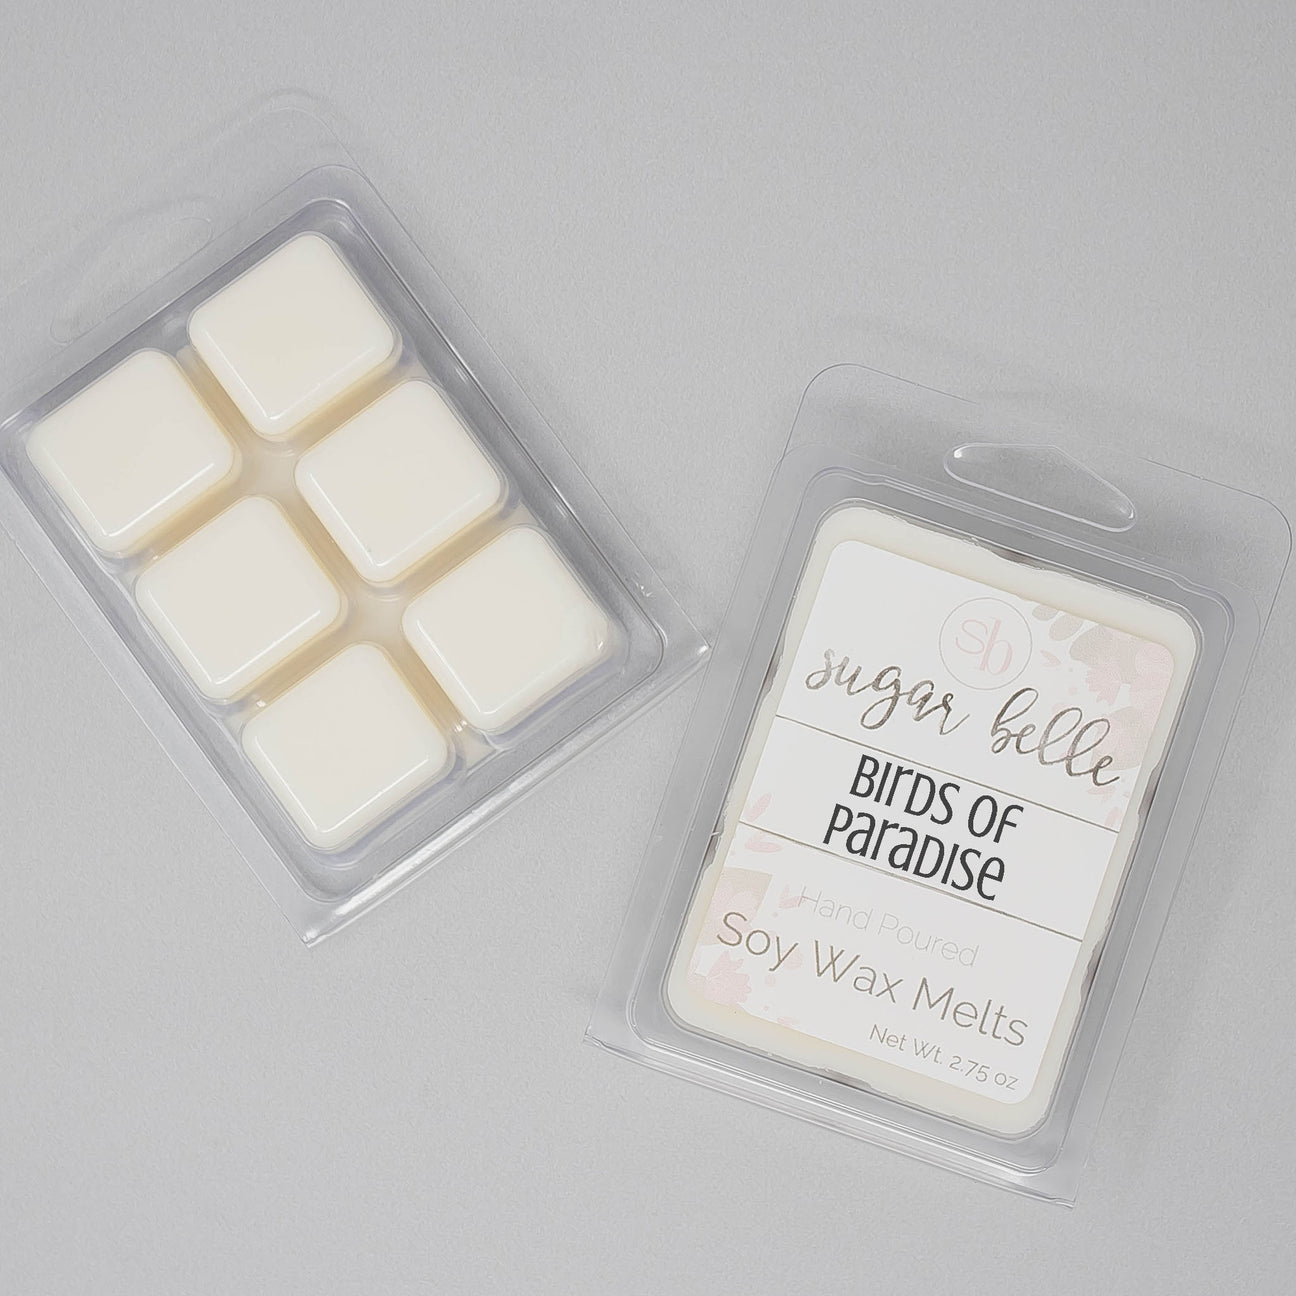 sb
sugar belle
BIrDS OF
ParaDISe
Hand Poured
Soy Wax Melts
Net Wt. 2.75 oz